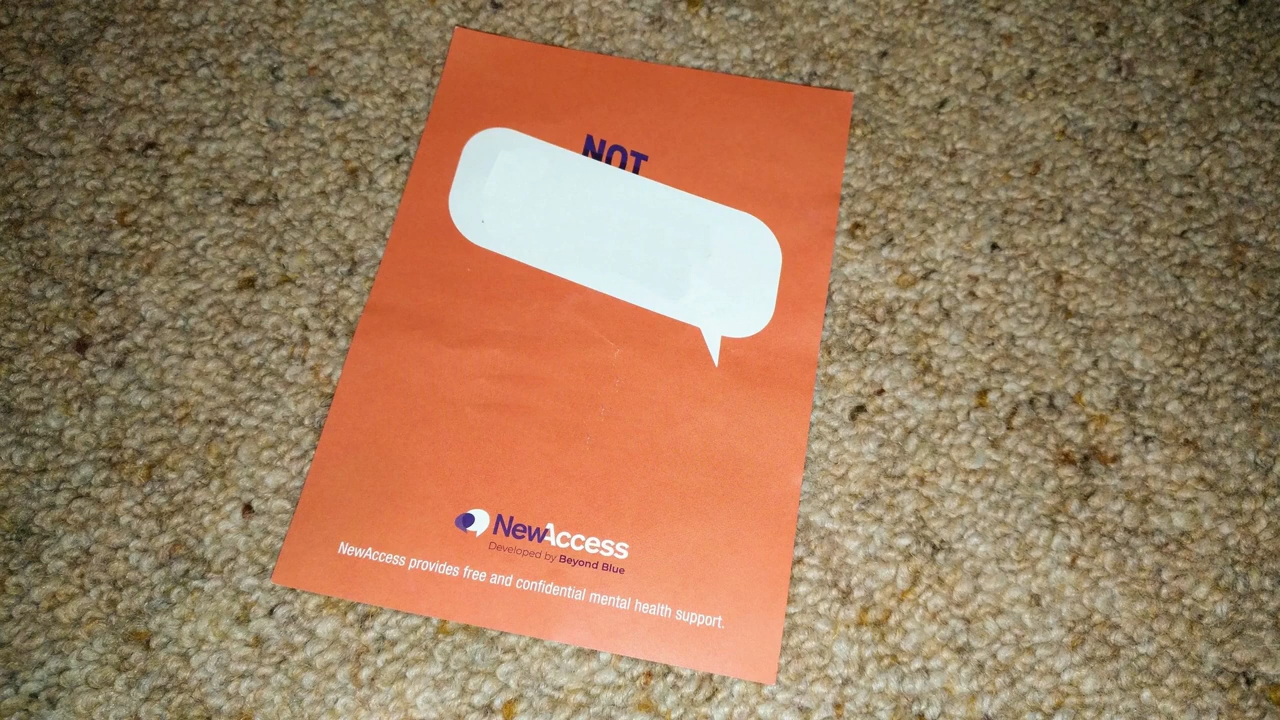 NOT
NewAccess
Developed by Beyond Blue
NewAccess provides free and confidential mental health support.